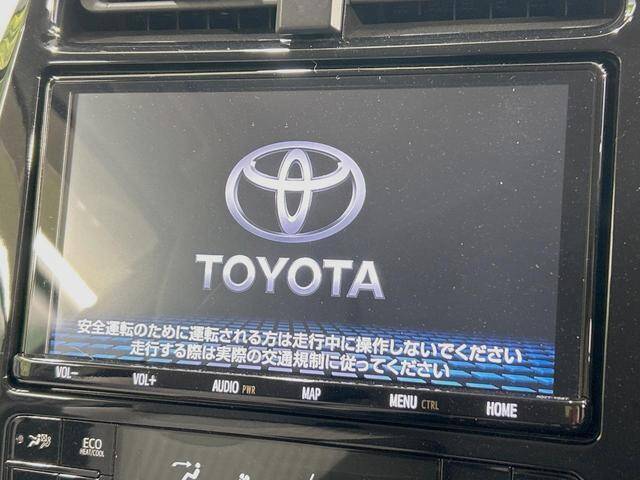 TOYOTA
安全運転のために運転される方は走行中に操作しないでください
走行する際は実際の交通規制に従ってください
VOL− VOL+ AUDIO PWR MAP MENU CTRL HOME
ECO
HEAT/COOL